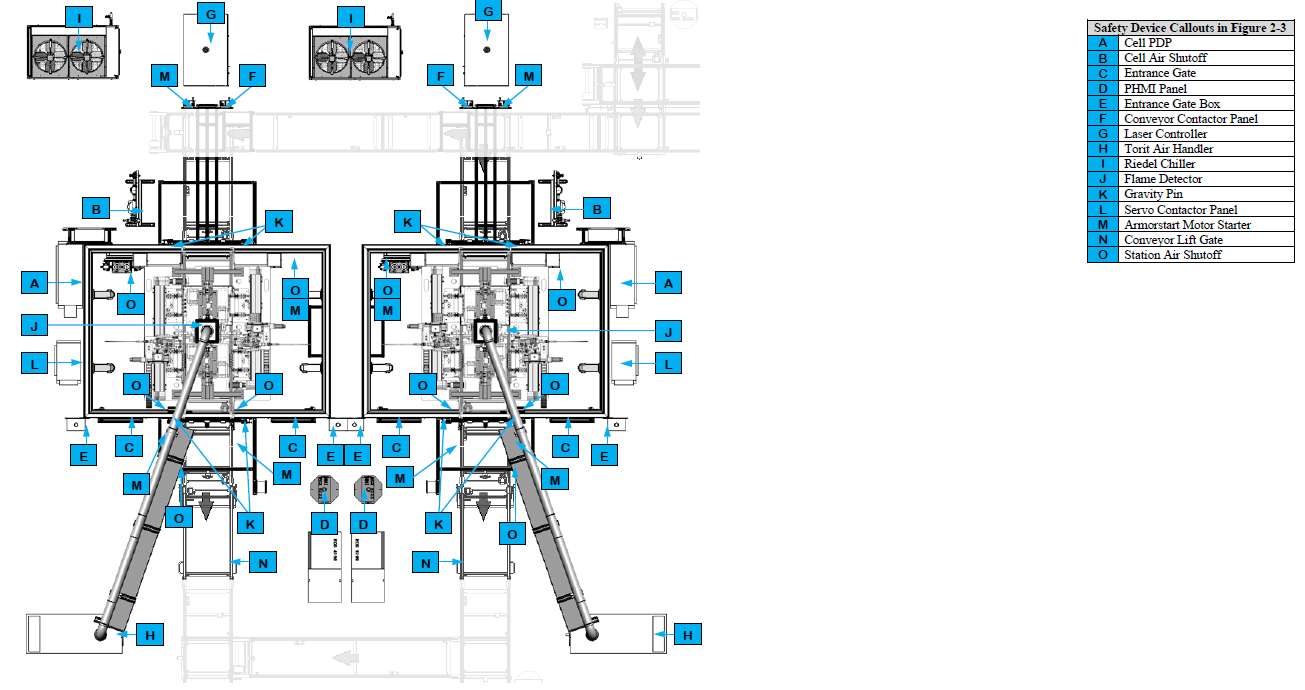 I
G
I
G
M
F
F
M
B
K
K
B
A
O
O
M
O
M
O
A
J
J
L
L
O
O
O
O
E
C
C
E
E
C
C
E
M
M
M
M
O
K
D
D
K
O
N
N
H
H
Safety Device Callouts in Figure 2-3
A Cell PDP
B Cell Air Shutoff
C Entrance Gate
D PHMI Panel
E Entrance Gate Box
F Conveyor Contactor Panel
G Laser Controller
H Torit Air Handler
I Riedel Chiller
J Flame Detector
K Gravity Pin
L Servo Contactor Panel
M Armorstart Motor Starter
N Conveyor Lift Gate
O Station Air Shutoff